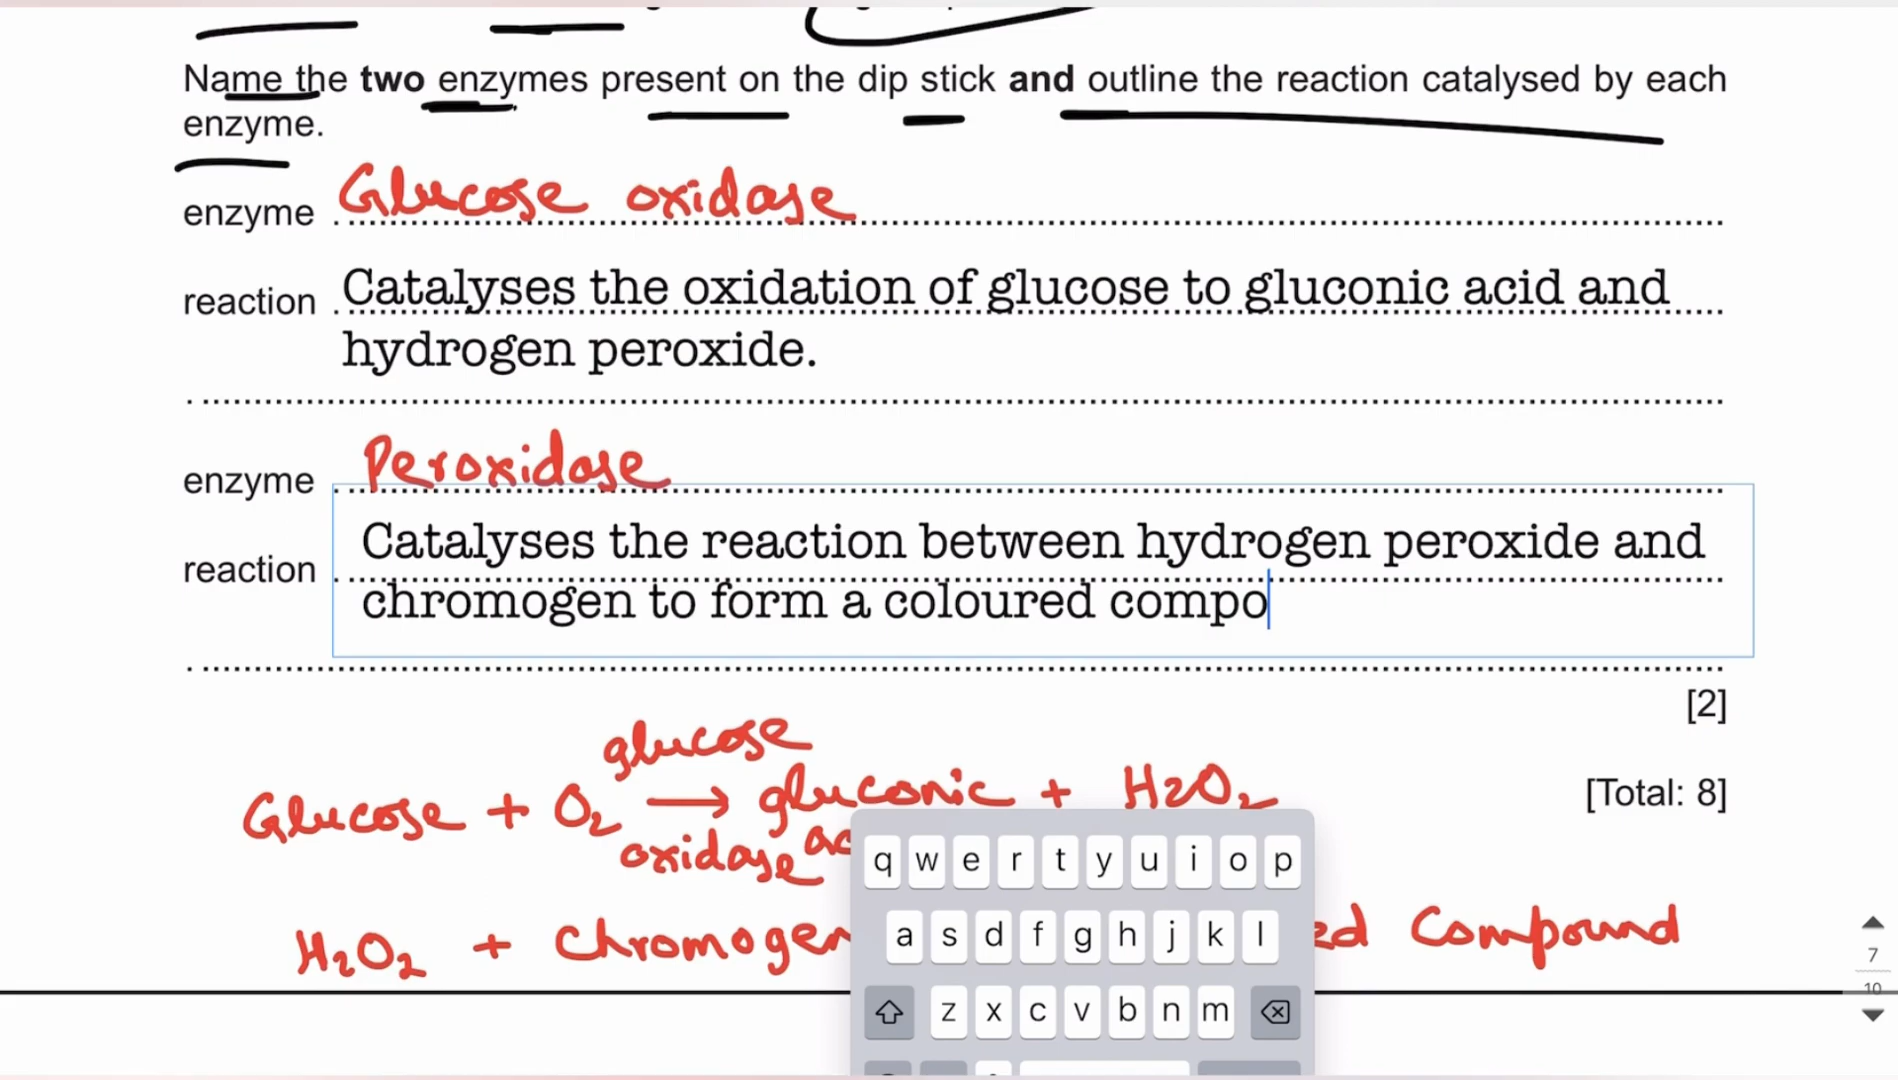 Name the two enzymes present on the dip stick and outline the reaction catalysed by each
enzyme.
enzyme Glucose oxidase
reaction Catalyses the oxidation of glucose to gluconic acid and
hydrogen peroxide.
enzyme Peroxidase
reaction Catalyses the reaction between hydrogen peroxide and
chromogen to form a coloured compo
[2]
glucose
Glucose + O2 → gluconic + H2O2
[Total: 8]
oxidase
H2O2 + Chromogen Compound
q w e r t y u i o p
a s d f g h j k l
z x c v b n m
7
10